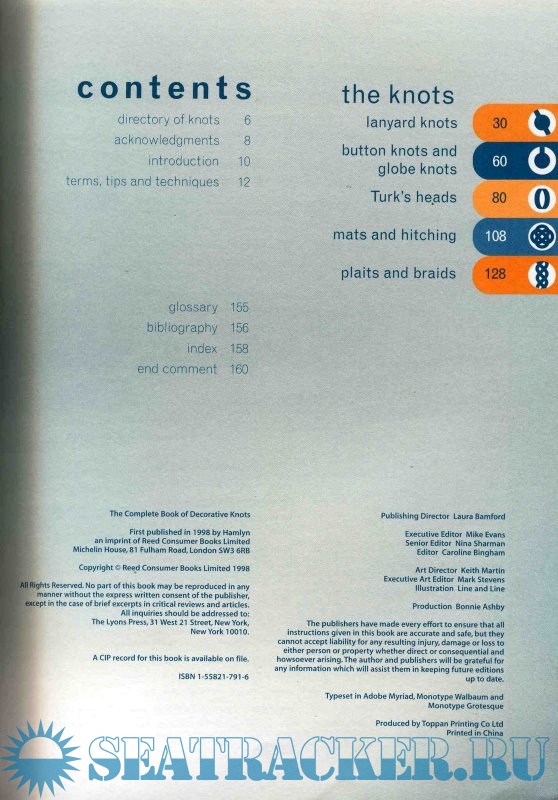 contents
directory of knots 6
acknowledgments 8
introduction 10
terms, tips and techniques 12
glossary 155
bibliography 156
index 158
end comment 160
the knots
lanyard knots 30
button knots and
globe knots 60
Turk's heads 80
mats and hitching 108
plaits and braids 128
The Complete Book of Decorative Knots
First published in 1998 by Hamlyn
an imprint of Reed Consumer Books Limited
Michelin House, 81 Fulham Road, London SW3 6RB
Copyright © Reed Consumer Books Limited 1998
All Rights Reserved. No part of this book may be reproduced in any
manner without the express written consent of the publisher,
except in the case of brief excerpts in critical reviews and articles.
All inquiries should be addressed to:
The Lyons Press, 31 West 21 Street, New York,
New York 10010.
A CIP record for this book is available on file.
ISBN 1-55821-791-6
Publishing Director Laura Bamford
Executive Editor Mike Evans
Senior Editor Nina Sharman
Editor Caroline Bingham
Art Director Keith Martin
Executive Art Editor Mark Stevens
Illustration Line and Line
Production Bonnie Ashby
The publishers have made every effort to ensure that all
instructions given in this book are accurate and safe, but they
cannot accept liability for any resulting injury, damage or loss to
either person or property whether direct or consequential and
howsoever arising. The author and publishers will be grateful for
any information which will assist them in keeping future editions
up to date.
Typeset in Adobe Myriad, Monotype Walbaum and
Monotype Grotesque
Produced by Toppan Printing Co Ltd
Printed in China
SEATRACKER.RU